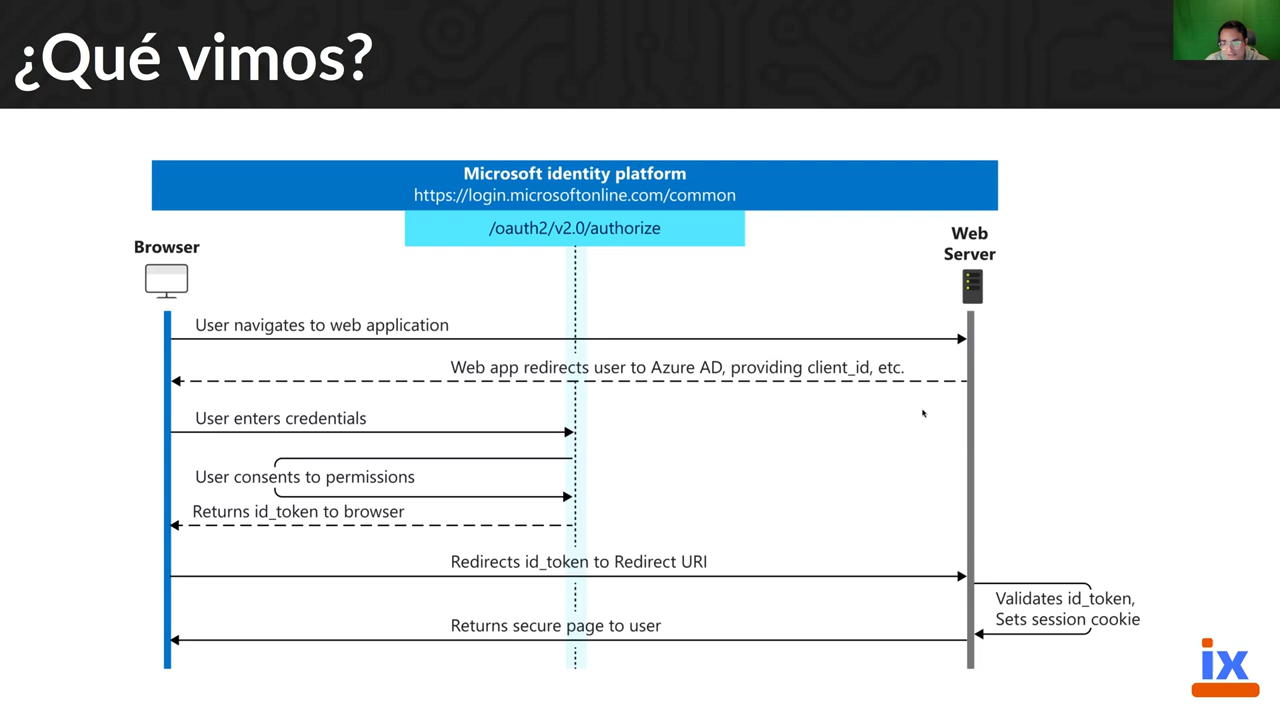 ¿Qué vimos?
Microsoft identity platform
https://login.microsoftonline.com/common
/oauth2/v2.0/authorize
Browser
Web
Server
User navigates to web application
Web app redirects user to Azure AD, providing client_id, etc.
User enters credentials
User consents to permissions
Returns id_token to browser
Redirects id_token to Redirect URI
Validates id_token,
Sets session cookie
Returns secure page to user
ix